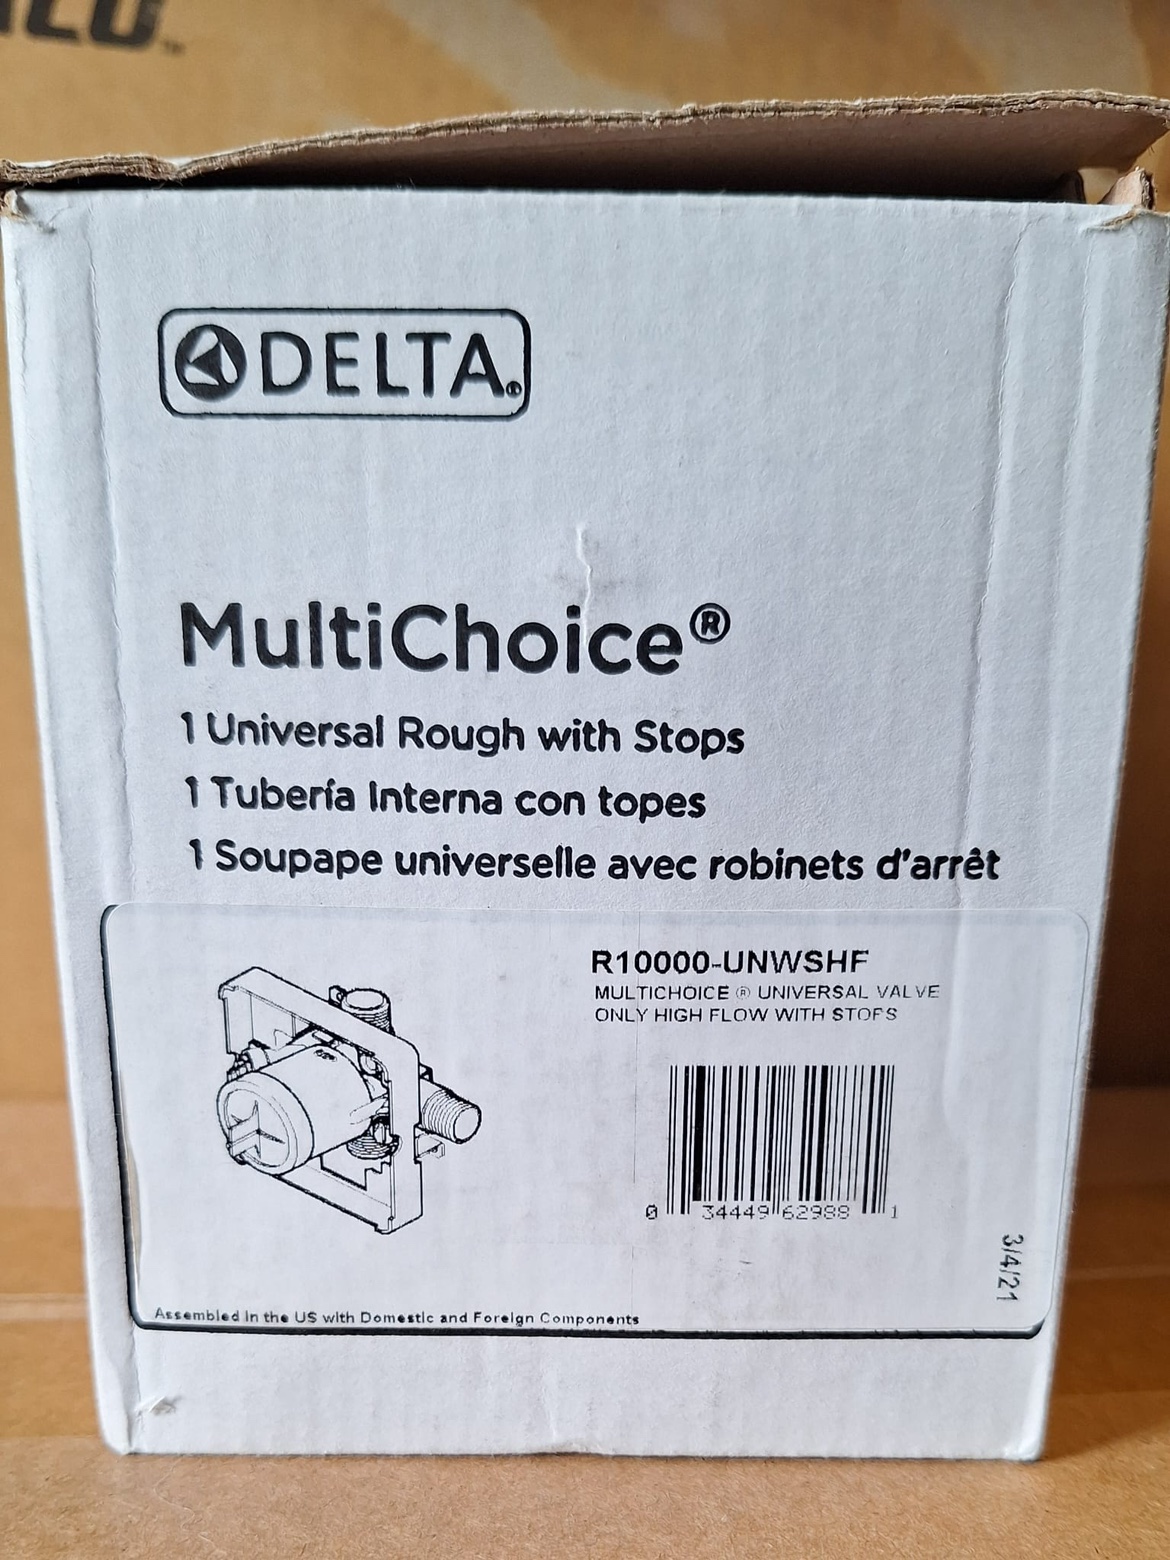 DELTA®
MultiChoice®
1 Universal Rough with Stops
1 Tubería Interna con topes
1 Soupape universelle avec robinets d'arrêt
R10000-UNWSHF
MULTICHOICE ® UNIVERSAL VALVE
ONLY HIGH FLOW WITH STOPS
0 34449 62988 1
3/4/21
Assembled in the US with Domestic and Foreign Components